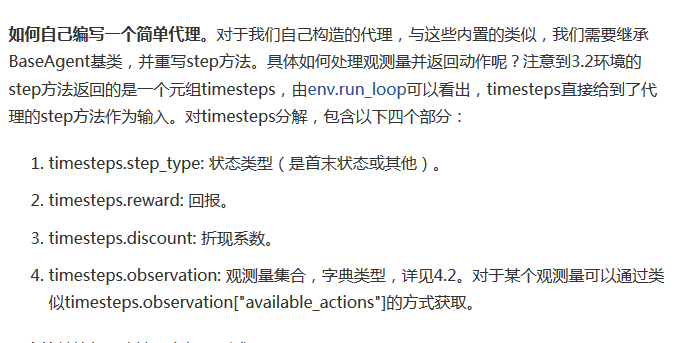 如何自己编写一个简单代理。对于我们自己构造的代理，与这些内置的类似，我们需要继承
BaseAgent基类，并重写step方法。具体如何处理观测量并返回动作呢？注意到3.2环境的
step方法返回的是一个元组timesteps，由env.run_loop可以看出，timesteps直接给到了代
理的step方法作为输入。对timesteps分解，包含以下四个部分：
1. timesteps.step_type: 状态类型（是首末状态或其他）。
2. timesteps.reward: 回报。
3. timesteps.discount: 折现系数。
4. timesteps.observation: 观测量集合，字典类型，详见4.2。对于某个观测量可以通过类
似timesteps.observation["available_actions"]的方式获取。